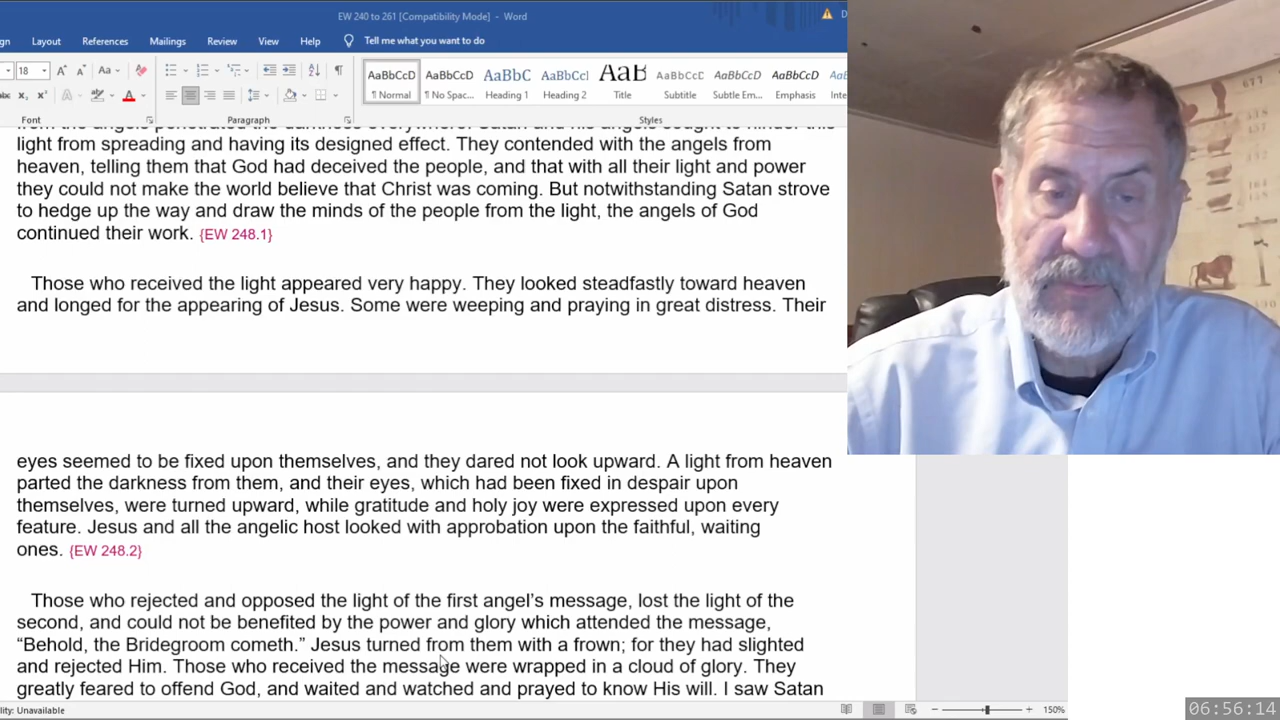 EW 240 to 261 [Compatibility Mode] - Word
Layout References Mailings Review View Help Tell me what you want to do
18 Aa
AaBbCcD AaBbCcD AaBbC AaBbCcI AaB AaBbCcD AaBbCcD AaBbCcD
¶ Normal ¶ No Spac... Heading 1 Heading 2 Title Subtitle Subtle Em... Emphasis
Font Paragraph Styles
light from spreading and having its designed effect. They contended with the angels from
heaven, telling them that God had deceived the people, and that with all their light and power
they could not make the world believe that Christ was coming. But notwithstanding Satan strove
to hedge up the way and draw the minds of the people from the light, the angels of God
continued their work. {EW 248.1}
Those who received the light appeared very happy. They looked steadfastly toward heaven
and longed for the appearing of Jesus. Some were weeping and praying in great distress. Their
eyes seemed to be fixed upon themselves, and they dared not look upward. A light from heaven
parted the darkness from them, and their eyes, which had been fixed in despair upon
themselves, were turned upward, while gratitude and holy joy were expressed upon every
feature. Jesus and all the angelic host looked with approbation upon the faithful, waiting
ones. {EW 248.2}
Those who rejected and opposed the light of the first angel's message, lost the light of the
second, and could not be benefited by the power and glory which attended the message,
“Behold, the Bridegroom cometh.” Jesus turned from them with a frown; for they had slighted
and rejected Him. Those who received the message were wrapped in a cloud of glory. They
greatly feared to offend God, and waited and watched and prayed to know His will. I saw Satan
lity: Unavailable
150%
06:56:14
677